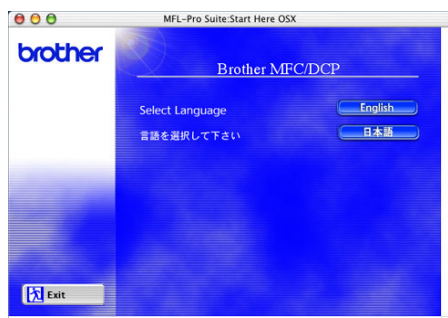 MFL-Pro Suite:Start Here OSX
brother
Brother MFC/DCP
Select Language
English
言語を選択して下さい
日本語
Exit